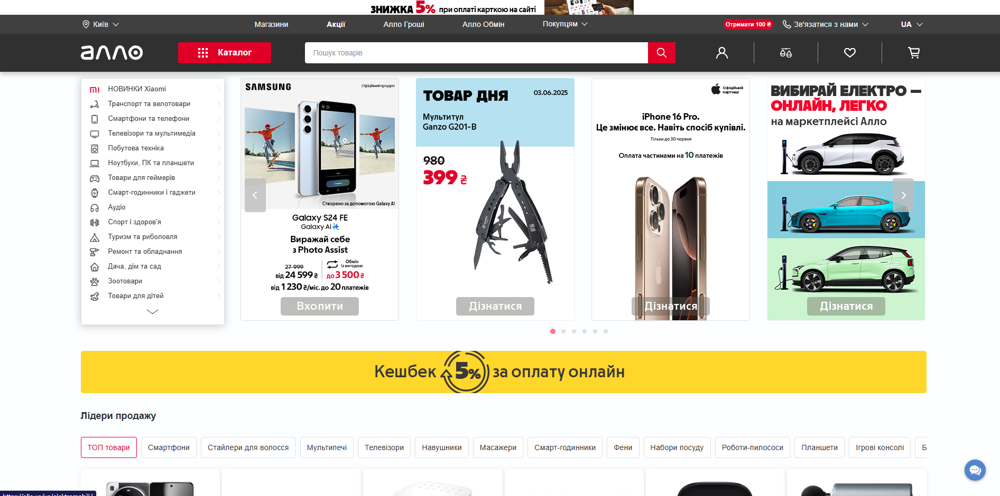 ЗНИЖКА 5% при оплаті карткою на сайті
Київ
Магазини
Акції
Алло Гроші
Алло Обмін
Покупцям
Отримати 100 ₴
Зв'язатися з нами
UA
алло
Каталог
Пошук товарів
НОВИНКИ Xiaomi
Транспорт та велотовари
Смартфони та телефони
Телевізори та мультимедіа
Побутова техніка
Ноутбуки, ПК та планшети
Товари для геймерів
Смарт-годинники і гаджети
Аудіо
Спорт і здоров'я
Туризм та риболовля
Ремонт та обладнання
Дача, дім та сад
Зоотовари
Товари для дітей
SAMSUNG
Офіційний продукт
Створено за допомогою Galaxy AI
Galaxy S24 FE
Galaxy AI
Виражай себе
з Photo Assist
27 999
від 24 599 ₴
Обмін
із вигодою
до 3 500 ₴
від 1 230 ₴/міс. до 20 платежів
Вхопити
ТОВАР ДНЯ
03.06.2025
Мультитул
Ganzo G201-B
980
399 ₴
Дізнатися
Офіційний
партнер
iPhone 16 Pro.
Це змінює все. Навіть спосіб купівлі.
Тільки до 30 червня
Оплата частинами на 10 платежів
Дізнатися
ВИБИРАЙ ЕЛЕКТРО —
ОНЛАЙН, ЛЕГКО
на маркетплейсі Алло
Дізнатися
Кешбек 5% за оплату онлайн
Лідери продажу
ТОП товари
Смартфони
Стайлери для волосся
Мультипечі
Телевізори
Навушники
Масажери
Смарт-годинники
Фени
Набори посуду
Роботи-пилососи
Планшети
Ігрові консолі
Б